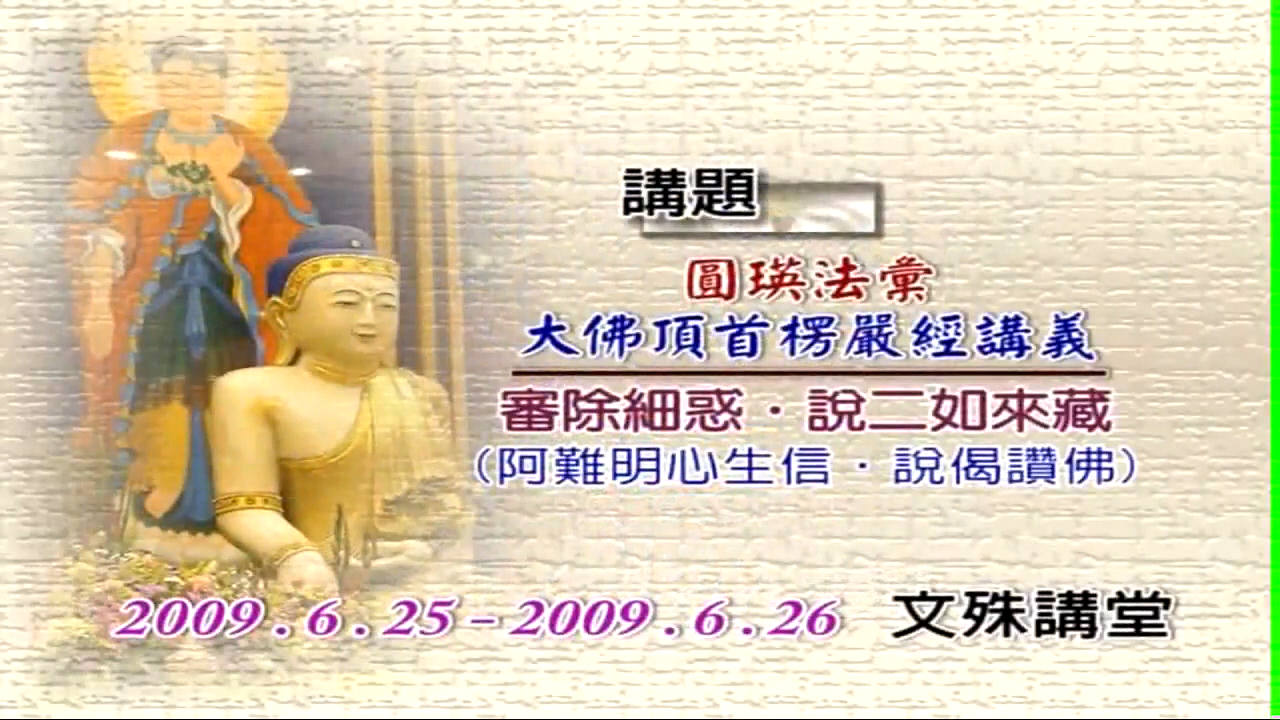 講題
圓瑛法彙
大佛頂首楞嚴經講義
審除細惑．說二如來藏
(阿難明心生信．說偈讚佛)
2009.6.25-2009.6.26 文殊講堂